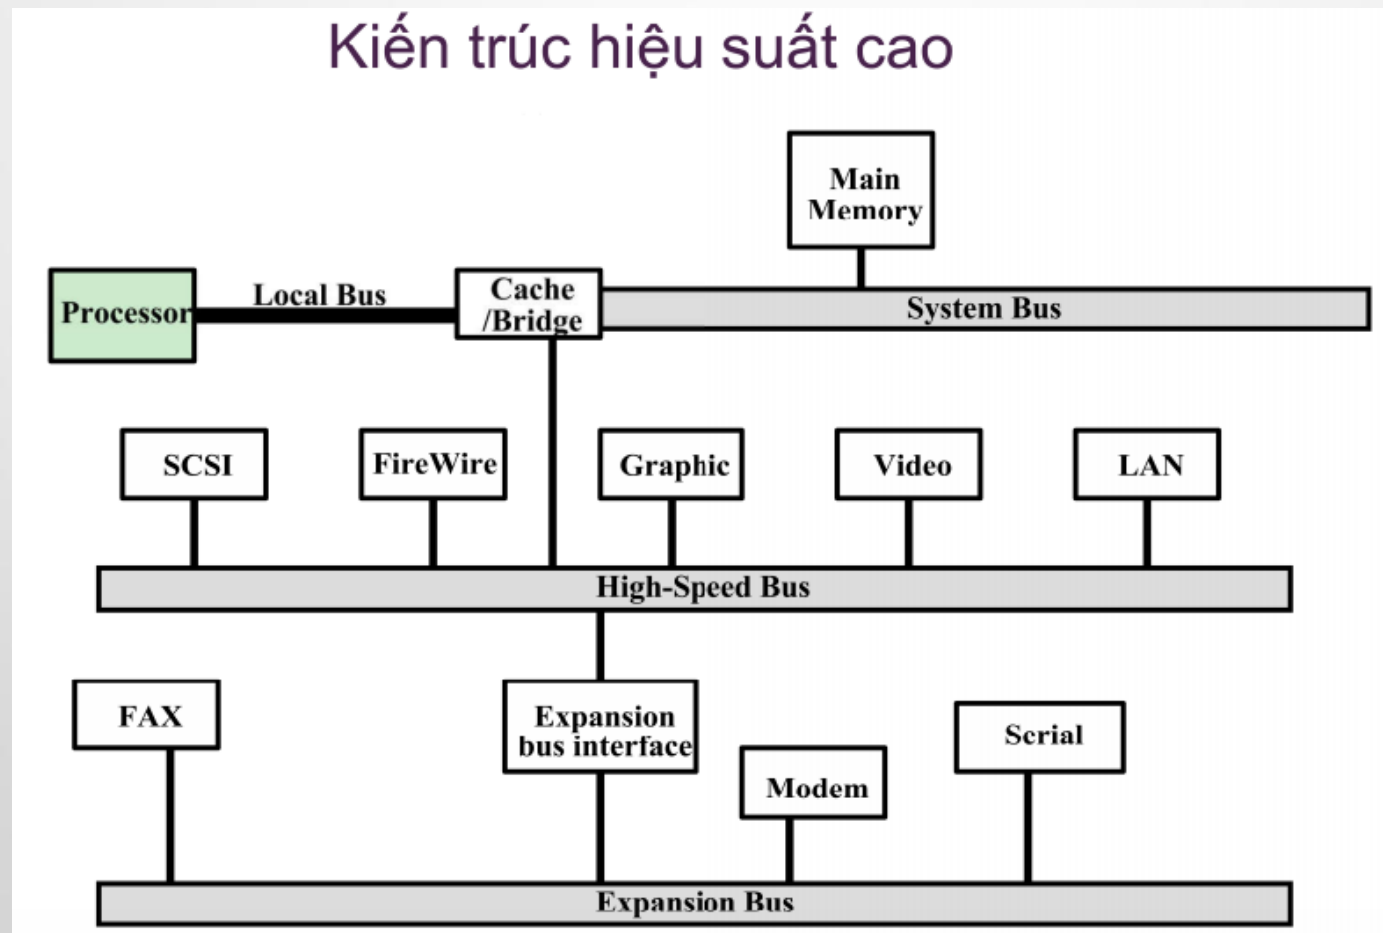 Kiến trúc hiệu suất cao
Main
Memory
Processor
Local Bus
Cache
/Bridge
System Bus
SCSI
FireWire
Graphic
Video
LAN
High-Speed Bus
FAX
Expansion
bus interface
Modem
Serial
Expansion Bus